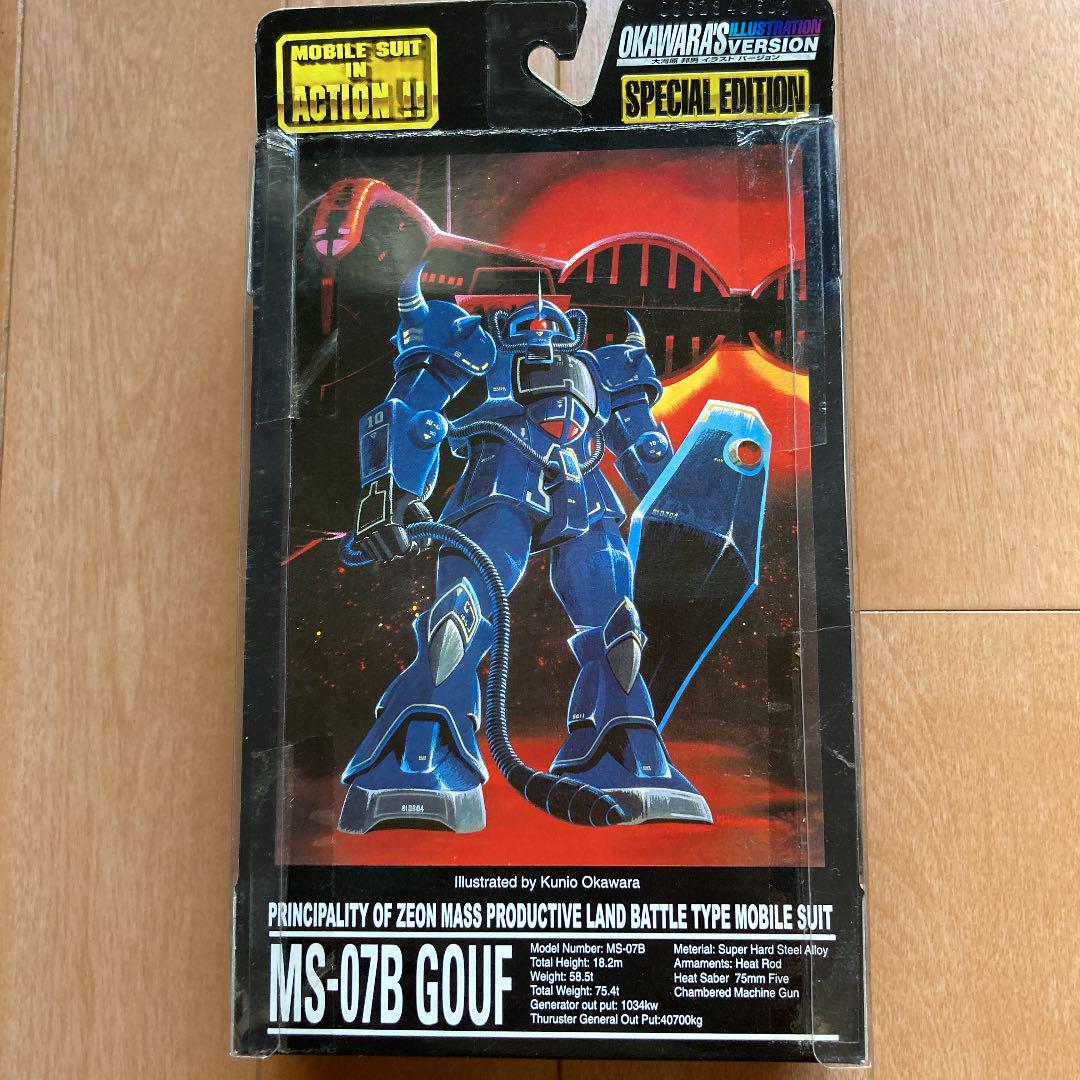 MOBILE SUIT
IN
ACTION !!
OKAWARA'S ILLUSTRATION
VERSION
大河原 邦男 イラスト バージョン
SPECIAL EDITION
10
Illustrated by Kunio Okawara
PRINCIPALITY OF ZEON MASS PRODUCTIVE LAND BATTLE TYPE MOBILE SUIT
MS-07B GOUF
Model Number: MS-07B
Total Height: 18.2m
Weight: 58.5t
Total Weight: 75.4t
Generator out put: 1034kw
Thuruster General Out Put:40700kg
Meterial: Super Hard Steel Alloy
Armaments: Heat Rod
Heat Saber 75mm Five
Chambered Machine Gun